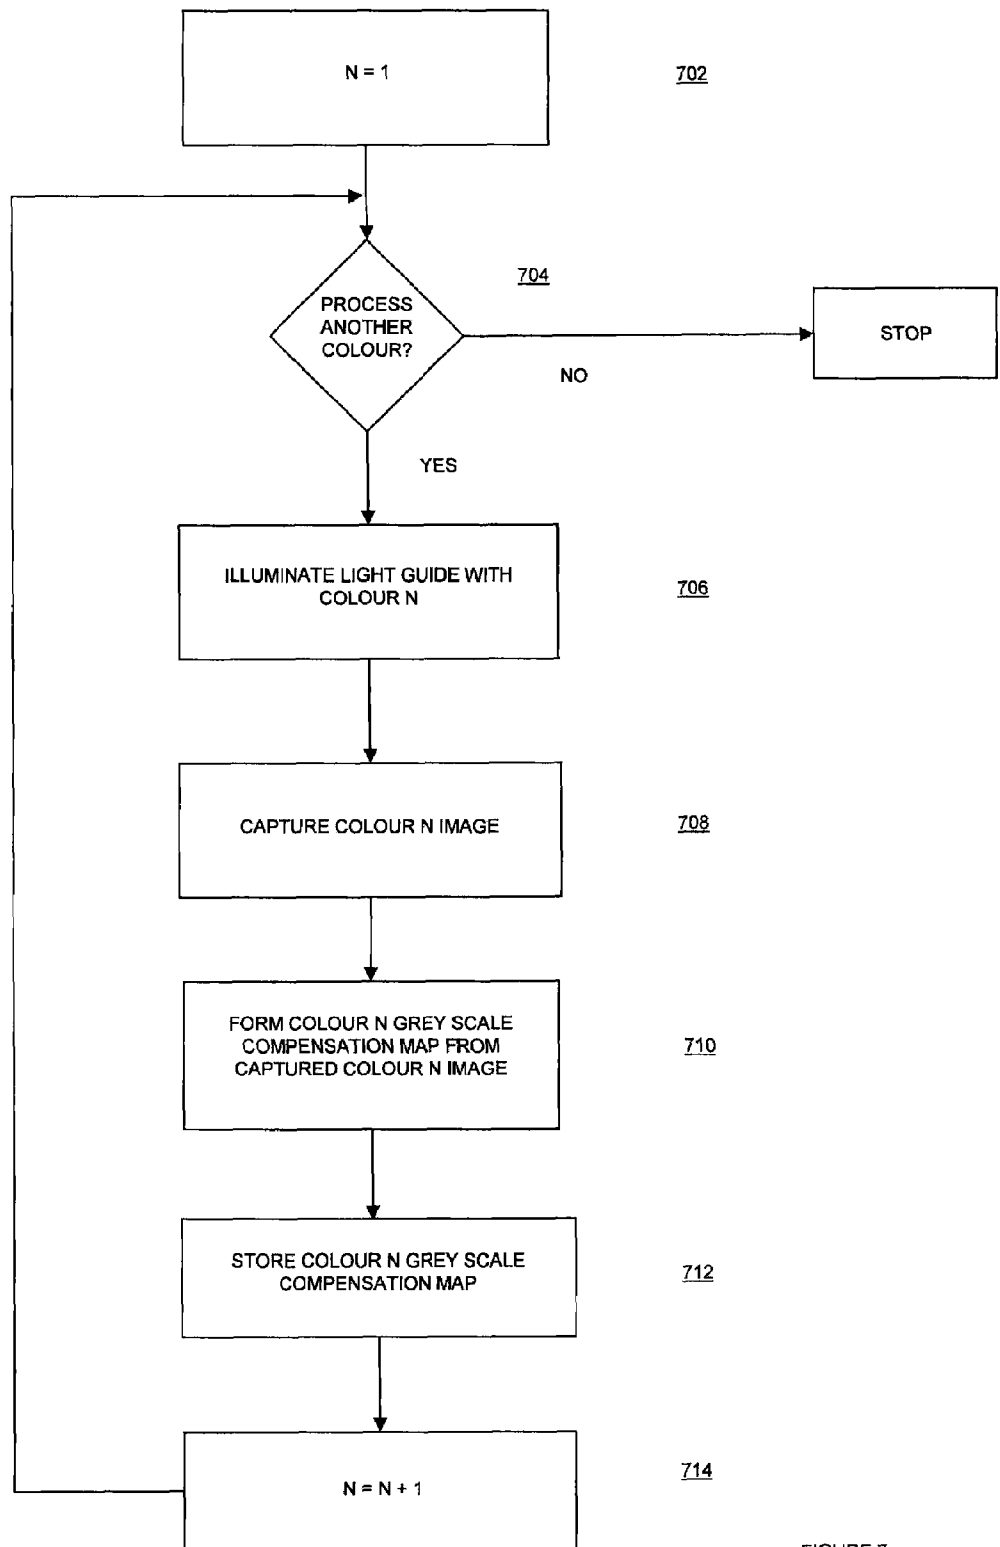 N = 1
702
704
PROCESS
ANOTHER
COLOUR?
STOP
NO
YES
ILLUMINATE LIGHT GUIDE WITH
COLOUR N
706
CAPTURE COLOUR N IMAGE
708
FORM COLOUR N GREY SCALE
COMPENSATION MAP FROM
CAPTURED COLOUR N IMAGE
710
STORE COLOUR N GREY SCALE
COMPENSATION MAP
712
N = N + 1
714
FIGURE 7